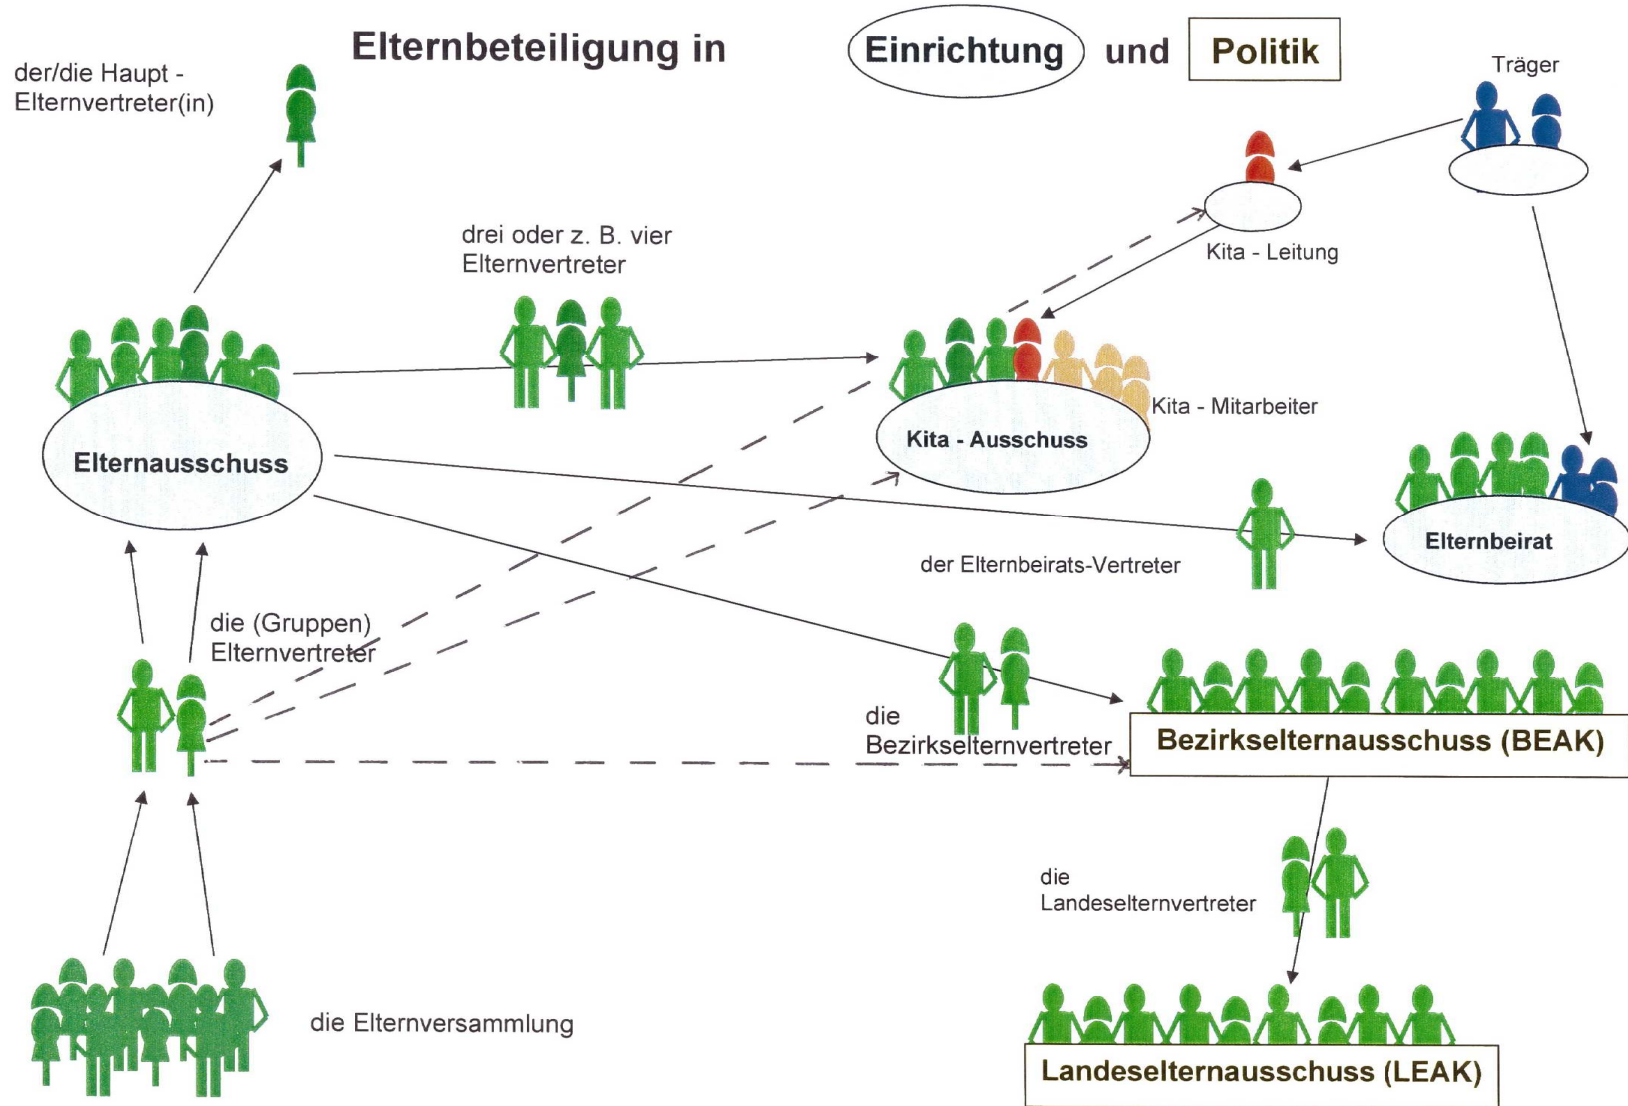 Elternbeteiligung in Einrichtung und Politik
der/die Haupt -
Elternvertreter(in)
Träger
drei oder z. B. vier
Elternvertreter
Kita - Leitung
Kita - Mitarbeiter
Kita - Ausschuss
Elternausschuss
Elternbeirat
der Elternbeirats-Vertreter
die (Gruppen)
Elternvertreter
die
Bezirkselternvertreter
Bezirkselternausschuss (BEAK)
die
Landeselternvertreter
die Elternversammlung
Landeselternausschuss (LEAK)